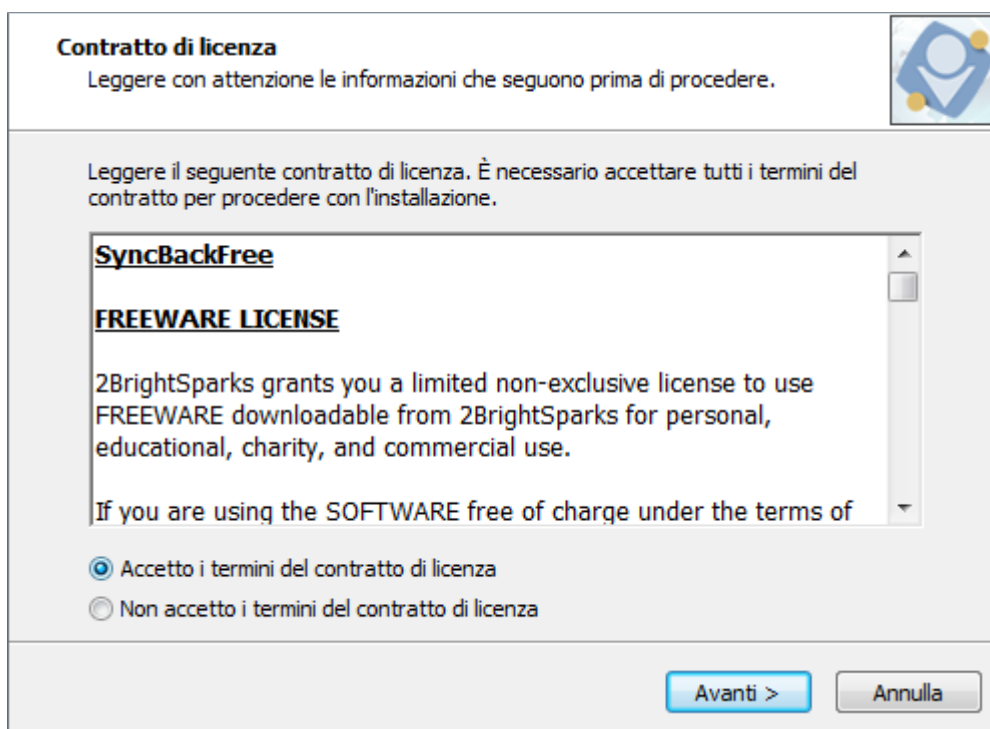 Contratto di licenza
Leggere con attenzione le informazioni che seguono prima di procedere.
Leggere il seguente contratto di licenza. È necessario accettare tutti i termini del
contratto per procedere con l'installazione.
SyncBackFree
FREEWARE LICENSE
2BrightSparks grants you a limited non-exclusive license to use
FREEWARE downloadable from 2BrightSparks for personal,
educational, charity, and commercial use.
If you are using the SOFTWARE free of charge under the terms of
Accetto i termini del contratto di licenza
Non accetto i termini del contratto di licenza
Avanti > Annulla